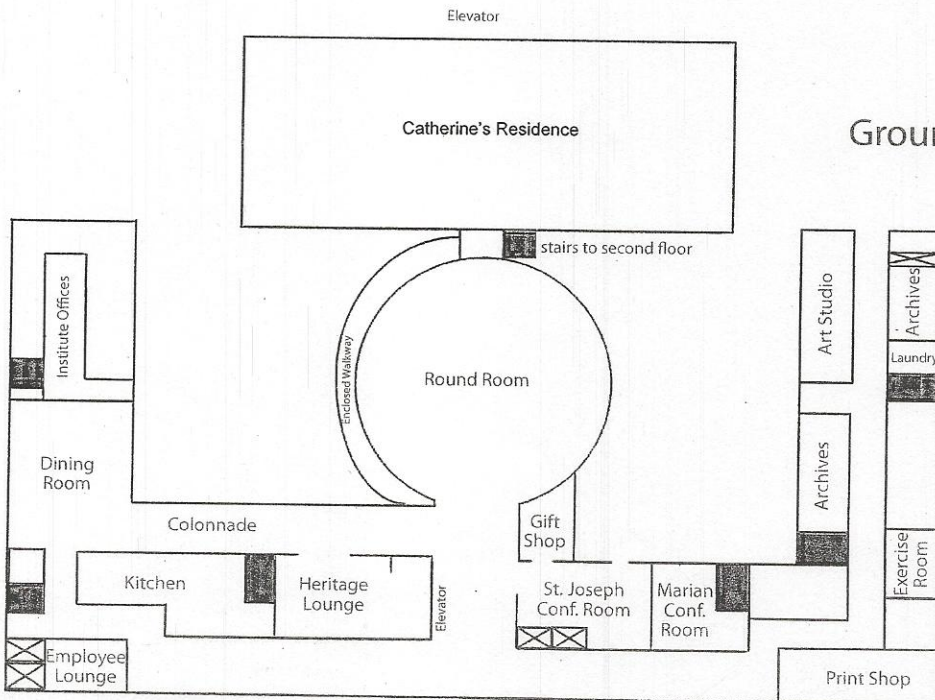 Elevator
Catherine's Residence
Groun
stairs to second floor
Institute Offices
Enclosed Walkway
Round Room
Art Studio
Archives
Laundry
Dining
Room
Colonnade
Gift
Shop
Archives
Kitchen
Heritage
Lounge
Elevator
St. Joseph
Conf. Room
Marian
Conf.
Room
Exercise
Room
Employee
Lounge
Print Shop